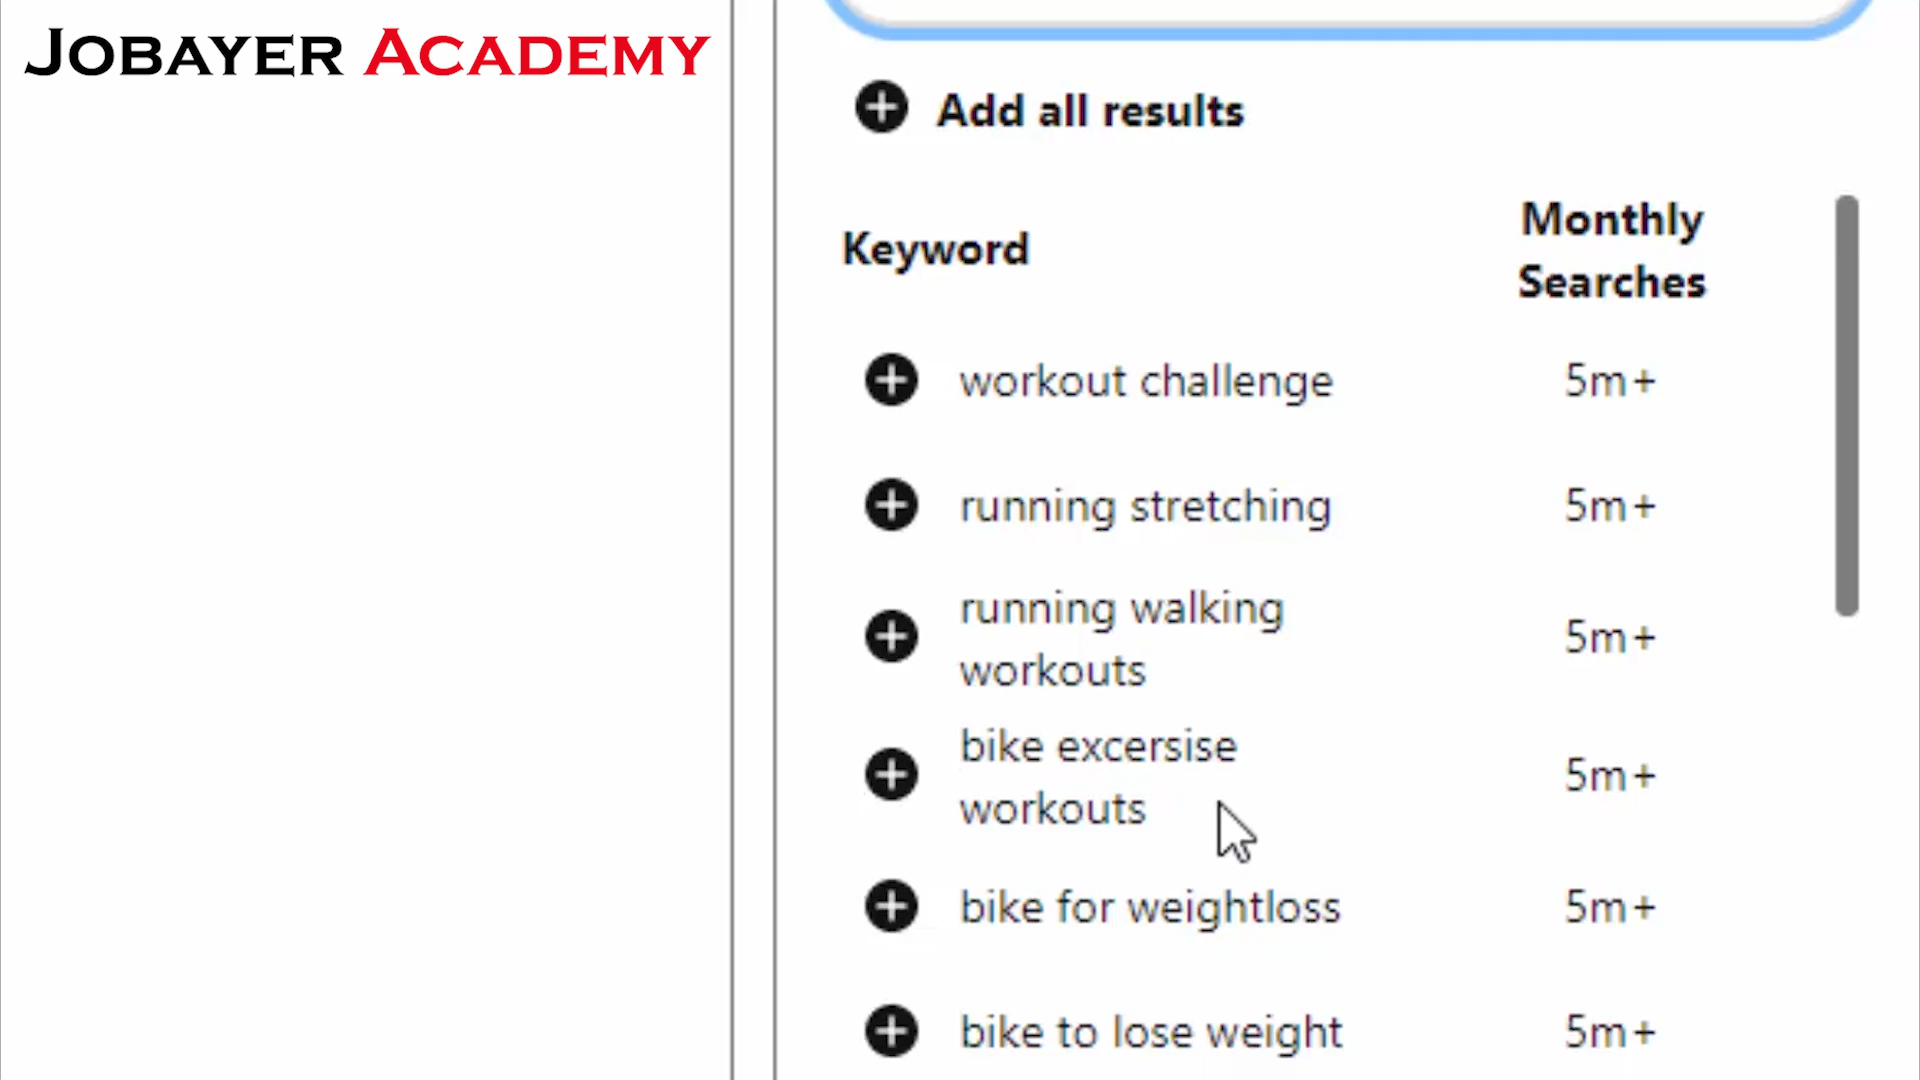 JOBAYER ACADEMY
Add all results
Keyword
Monthly
Searches
workout challenge 5m+
running stretching 5m+
running walking
workouts
5m+
bike excersise
workouts
5m+
bike for weightloss 5m+
bike to lose weight 5m+